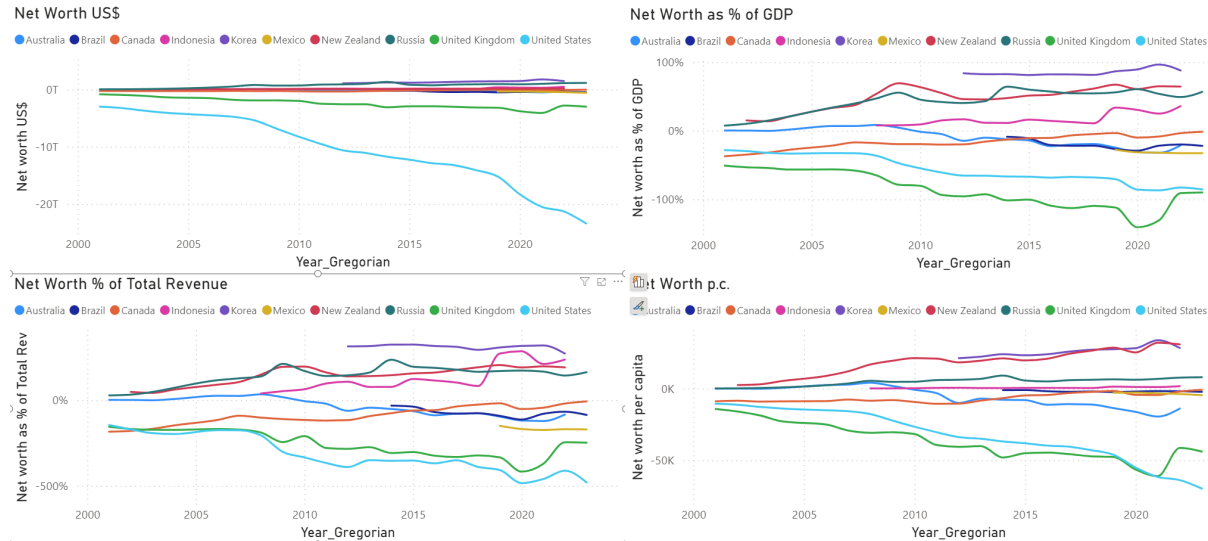 Net Worth US$
Australia Brazil Canada Indonesia Korea Mexico New Zealand Russia United Kingdom United States
Net worth US$
0T
-10T
-20T
2000 2005 2010 2015 2020
Year_Gregorian
Net Worth as % of GDP
Australia Brazil Canada Indonesia Korea Mexico New Zealand Russia United Kingdom United States
Net worth as % of GDP
100%
0%
-100%
2000 2005 2010 2015 2020
Year_Gregorian
Net Worth % of Total Revenue
Australia Brazil Canada Indonesia Korea Mexico New Zealand Russia United Kingdom United States
Net worth as % of Total Rev
0%
-500%
2000 2005 2010 2015 2020
Year_Gregorian
et Worth p.c.
Australia Brazil Canada Indonesia Korea Mexico New Zealand Russia United Kingdom United States
Net worth per capita
0K
-50K
2000 2005 2010 2015 2020
Year_Gregorian